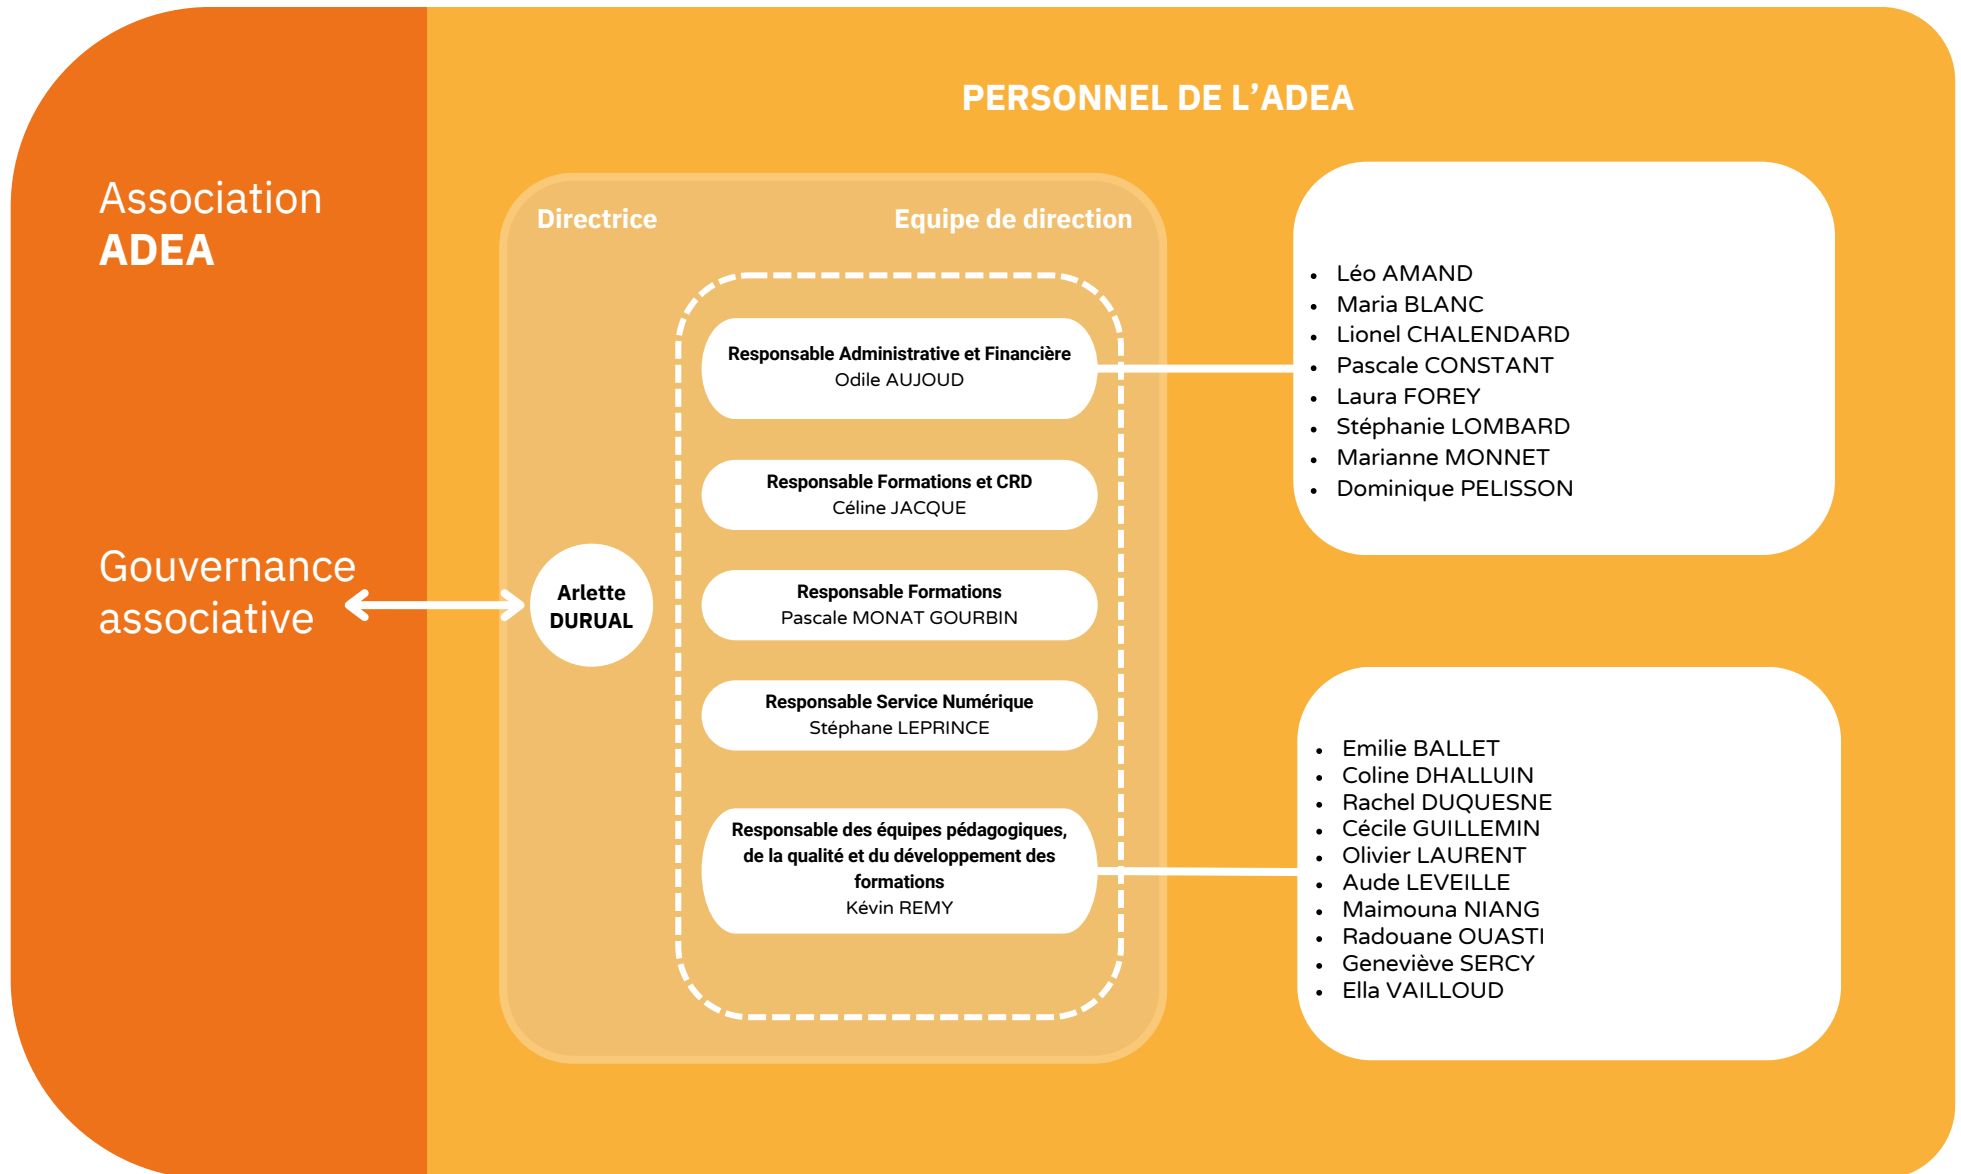 PERSONNEL DE L’ADEA
Association
ADEA
Gouvernance
associative
Directrice
Equipe de direction
Arlette
DURUAL
Responsable Administrative et Financière
Odile AUJOUD
Responsable Formations et CRD
Céline JACQUE
Responsable Formations
Pascale MONAT GOURBIN
Responsable Service Numérique
Stéphane LEPRINCE
Responsable des équipes pédagogiques,
de la qualité et du développement des
formations
Kévin REMY
• Léo AMAND
• Maria BLANC
• Lionel CHALENDARD
• Pascale CONSTANT
• Laura FOREY
• Stéphanie LOMBARD
• Marianne MONNET
• Dominique PELISSON
• Emilie BALLET
• Coline DHALLUIN
• Rachel DUQUESNE
• Cécile GUILLEMIN
• Olivier LAURENT
• Aude LEVEILLE
• Maimouna NIANG
• Radouane OUASTI
• Geneviève SERCY
• Ella VAILLOUD